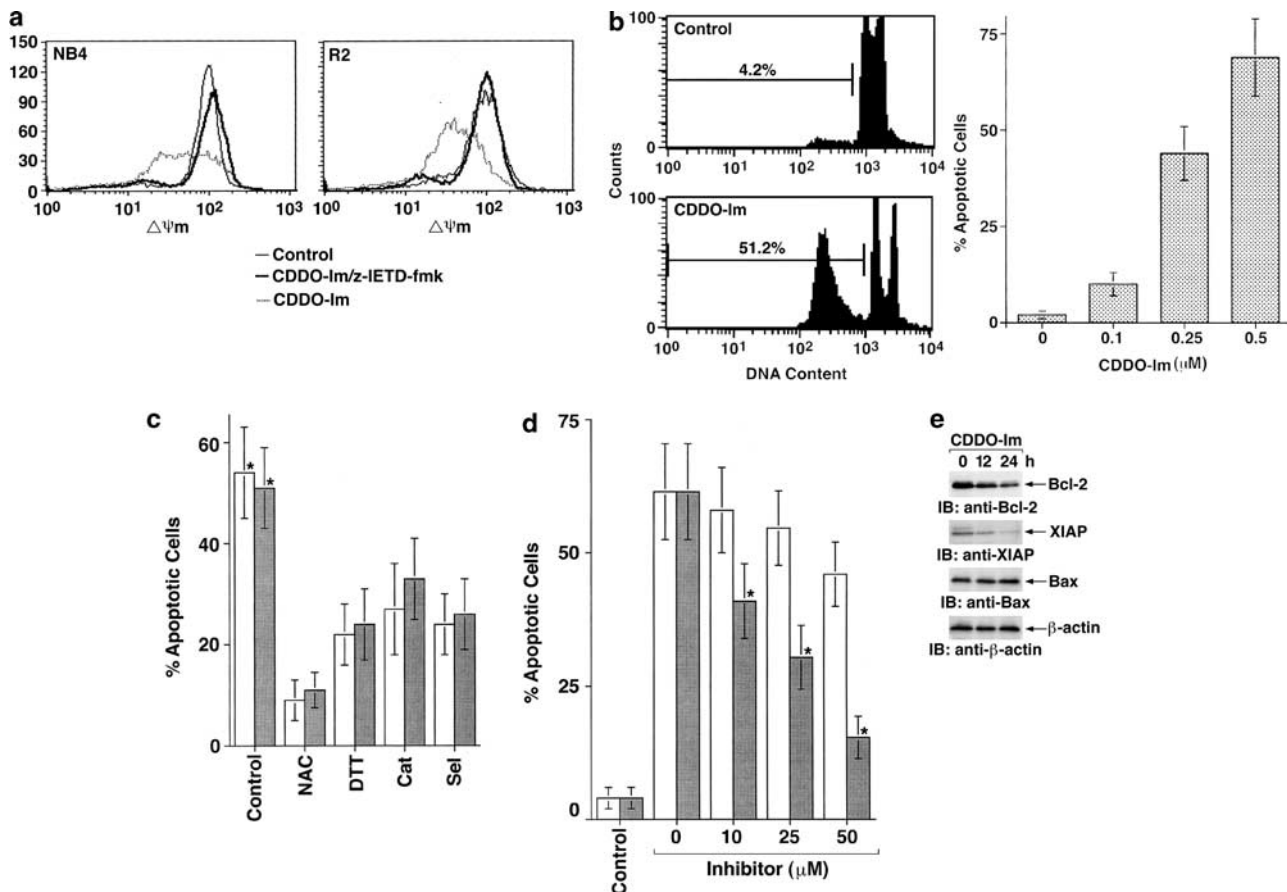 a
NB4
R2
150
120
90
60
30
0
10⁰ 10¹ 10² 10³
10⁰ 10¹ 10² 10³
△Ψm
△Ψm
Control
CDDO-Im/z-IETD-fmk
CDDO-Im
b
100
Control
4.2%
0
10⁰ 10¹ 10² 10³ 10⁴
Counts
100
CDDO-Im
51.2%
0
10⁰ 10¹ 10² 10³ 10⁴
DNA Content
% Apoptotic Cells
75
50
25
0
0 0.1 0.25 0.5
CDDO-Im (μM)
c
% Apoptotic Cells
60
40
20
0
* *
Control NAC DTT Cat Sel
d
% Apoptotic Cells
75
50
25
0
* * *
Control 0 10 25 50
Inhibitor (μM)
e
CDDO-Im
0 12 24 h
Bcl-2
IB: anti-Bcl-2
XIAP
IB: anti-XIAP
Bax
IB: anti-Bax
β-actin
IB: anti-β-actin